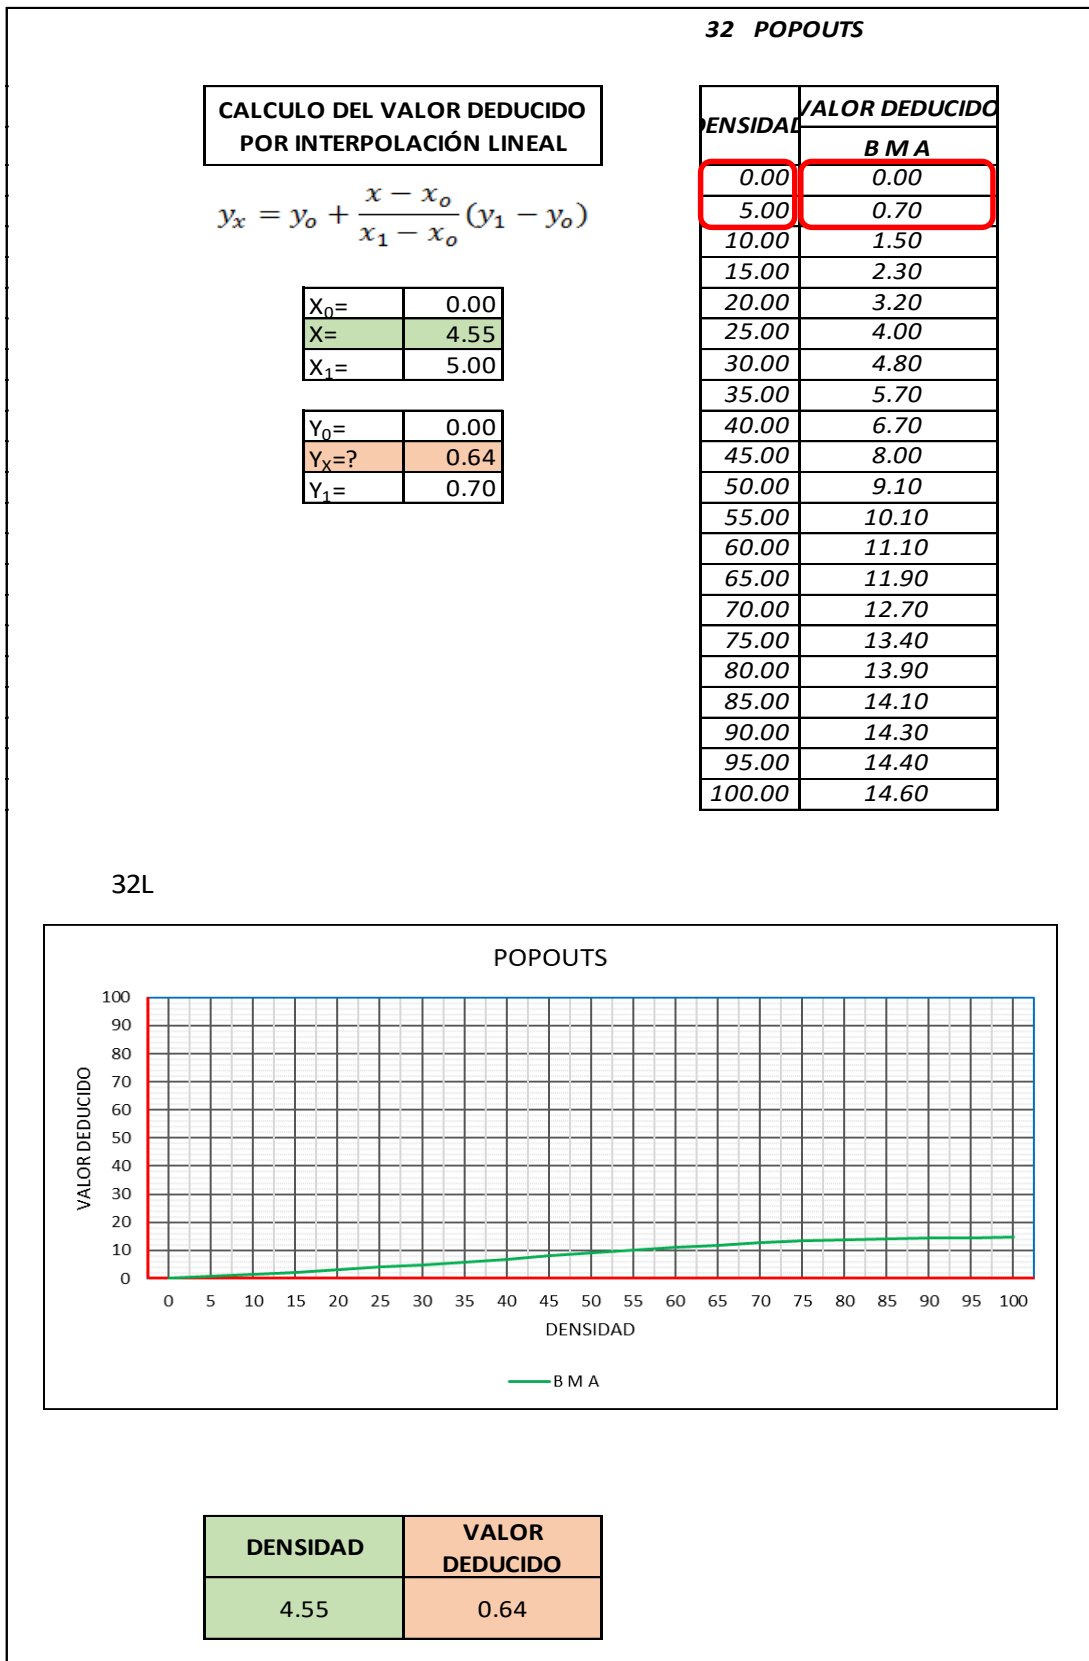 32 POPOUTS
CALCULO DEL VALOR DEDUCIDO
POR INTERPOLACIÓN LINEAL
yₓ = yₒ + (x − xₒ)/(x₁ − xₒ) (y₁ − yₒ)
X₀= 0.00
X= 4.55
X₁= 5.00
Y₀= 0.00
Yₓ=? 0.64
Y₁= 0.70
DENSIDAD VALOR DEDUCIDO
B M A
0.00 0.00
5.00 0.70
10.00 1.50
15.00 2.30
20.00 3.20
25.00 4.00
30.00 4.80
35.00 5.70
40.00 6.70
45.00 8.00
50.00 9.10
55.00 10.10
60.00 11.10
65.00 11.90
70.00 12.70
75.00 13.40
80.00 13.90
85.00 14.10
90.00 14.30
95.00 14.40
100.00 14.60
32L
POPOUTS
VALOR DEDUCIDO
100
90
80
70
60
50
40
30
20
10
0
0 5 10 15 20 25 30 35 40 45 50 55 60 65 70 75 80 85 90 95 100
DENSIDAD
B M A
DENSIDAD VALOR
DEDUCIDO
4.55 0.64